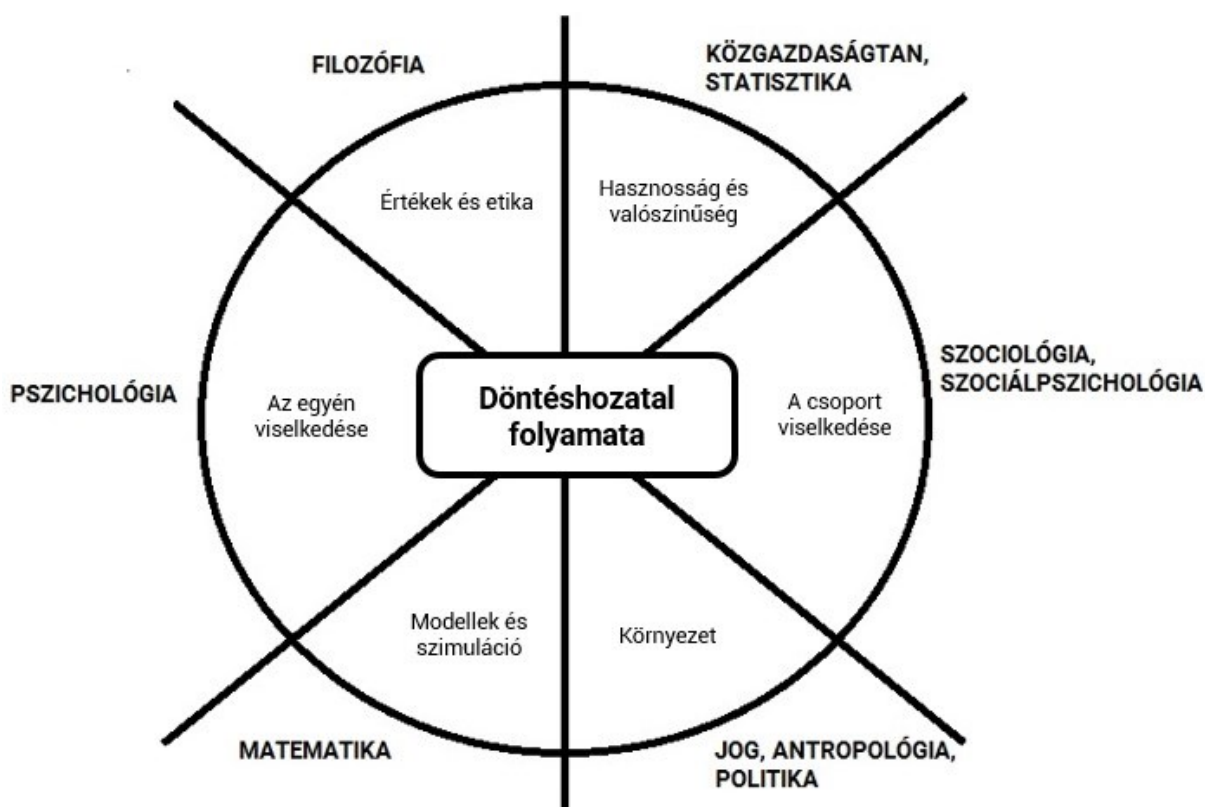 FILOZÓFIA
KÖZGAZDASÁGTAN,
STATISZTIKA
Értékek és etika
Hasznosság és
valószínűség
PSZICHOLÓGIA
Az egyén
viselkedése
Döntéshozatal
folyamata
A csoport
viselkedése
SZOCIOLÓGIA,
SZOCIÁLPSZICHOLÓGIA
Modellek és
szimuláció
Környezet
MATEMATIKA
JOG, ANTROPOLÓGIA,
POLITIKA